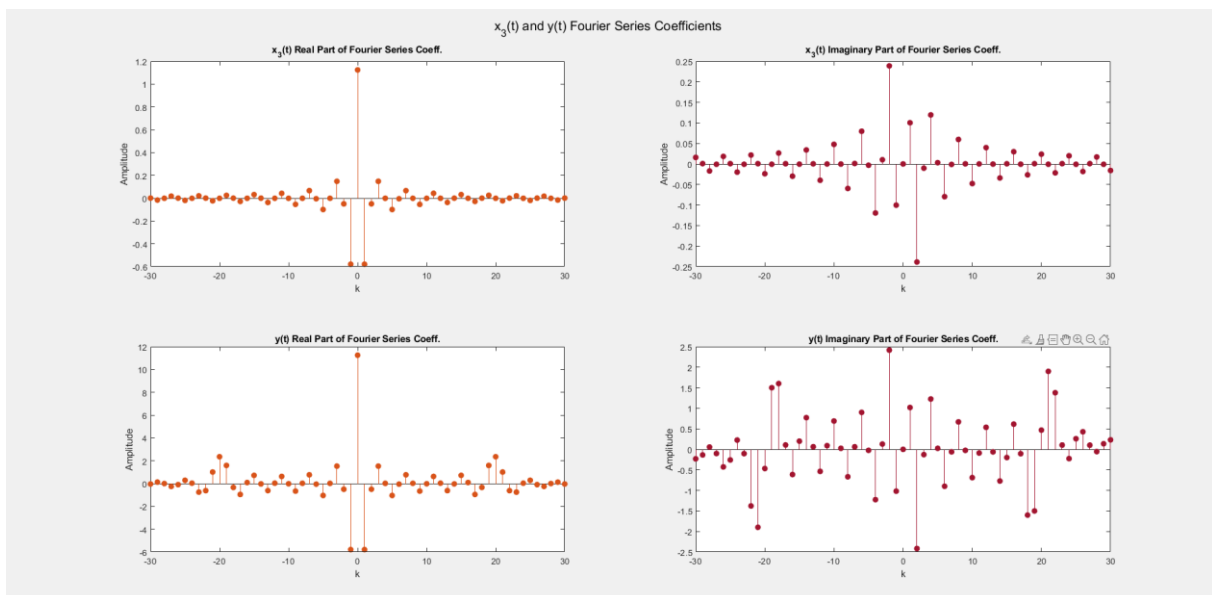 x3(t) and y(t) Fourier Series Coefficients
x3(t) Real Part of Fourier Series Coeff.
1.2
1
0.8
0.6
0.4
0.2
0
-0.2
-0.4
-0.6
Amplitude
-30 -20 -10 0 10 20 30
k
x3(t) Imaginary Part of Fourier Series Coeff.
0.25
0.2
0.15
0.1
0.05
0
-0.05
-0.1
-0.15
-0.2
-0.25
Amplitude
-30 -20 -10 0 10 20 30
k
y(t) Real Part of Fourier Series Coeff.
12
10
8
6
4
2
0
-2
-4
-6
Amplitude
-30 -20 -10 0 10 20 30
k
y(t) Imaginary Part of Fourier Series Coeff.
2.5
2
1.5
1
0.5
0
-0.5
-1
-1.5
-2
-2.5
Amplitude
-30 -20 -10 0 10 20 30
k